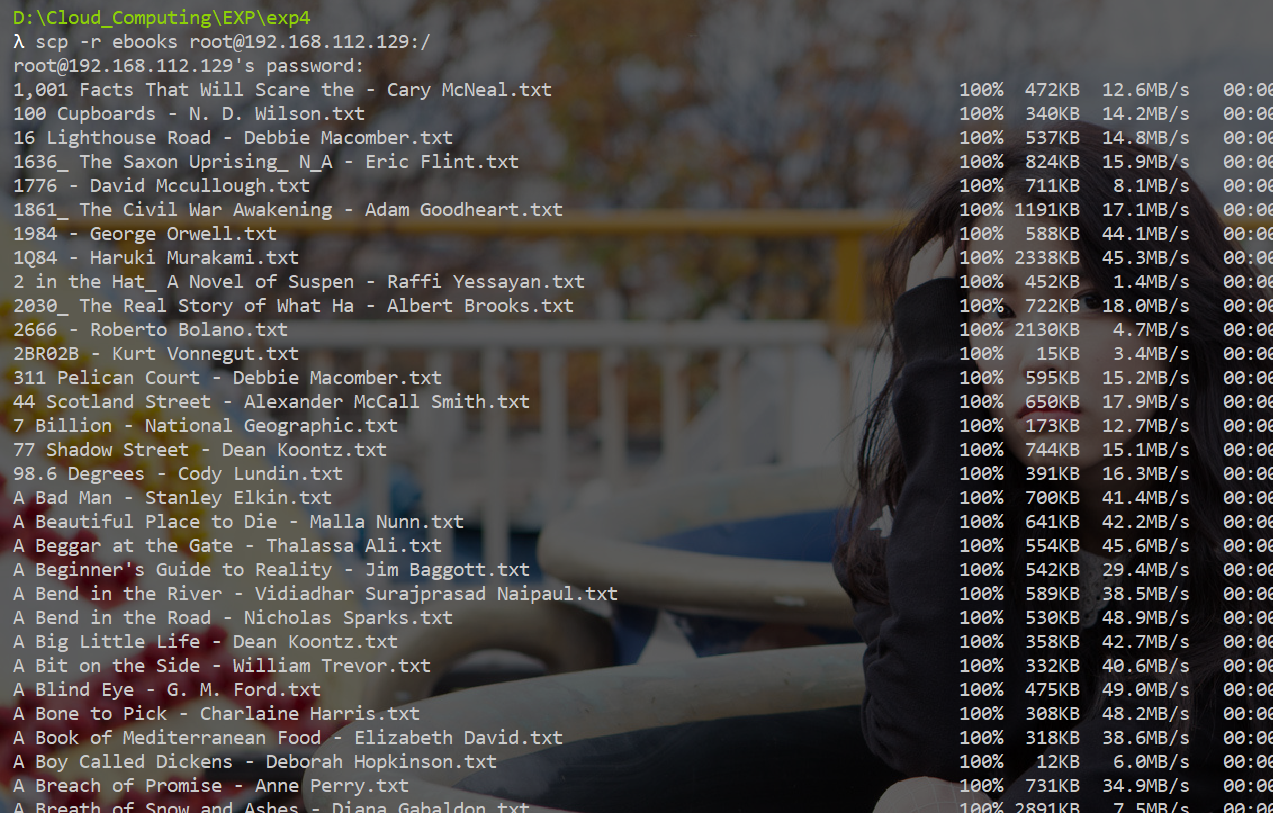 D:\Cloud_Computing\EXP\exp4
λ scp -r ebooks root@192.168.112.129:/
root@192.168.112.129's password:
1,001 Facts That Will Scare the - Cary McNeal.txt 100% 472KB 12.6MB/s 00:00
100 Cupboards - N. D. Wilson.txt 100% 340KB 14.2MB/s 00:00
16 Lighthouse Road - Debbie Macomber.txt 100% 537KB 14.8MB/s 00:00
1636_ The Saxon Uprising_ N_A - Eric Flint.txt 100% 824KB 15.9MB/s 00:00
1776 - David Mccullough.txt 100% 711KB 8.1MB/s 00:00
1861_ The Civil War Awakening - Adam Goodheart.txt 100% 1191KB 17.1MB/s 00:00
1984 - George Orwell.txt 100% 588KB 44.1MB/s 00:00
1Q84 - Haruki Murakami.txt 100% 2338KB 45.3MB/s 00:00
2 in the Hat_ A Novel of Suspen - Raffi Yessayan.txt 100% 452KB 1.4MB/s 00:00
2030_ The Real Story of What Ha - Albert Brooks.txt 100% 722KB 18.0MB/s 00:00
2666 - Roberto Bolano.txt 100% 2130KB 4.7MB/s 00:00
2BR02B - Kurt Vonnegut.txt 100% 15KB 3.4MB/s 00:00
311 Pelican Court - Debbie Macomber.txt 100% 595KB 15.2MB/s 00:00
44 Scotland Street - Alexander McCall Smith.txt 100% 650KB 17.9MB/s 00:00
7 Billion - National Geographic.txt 100% 173KB 12.7MB/s 00:00
77 Shadow Street - Dean Koontz.txt 100% 744KB 15.1MB/s 00:00
98.6 Degrees - Cody Lundin.txt 100% 391KB 16.3MB/s 00:00
A Bad Man - Stanley Elkin.txt 100% 700KB 41.4MB/s 00:00
A Beautiful Place to Die - Malla Nunn.txt 100% 641KB 42.2MB/s 00:00
A Beggar at the Gate - Thalassa Ali.txt 100% 554KB 45.6MB/s 00:00
A Beginner's Guide to Reality - Jim Baggott.txt 100% 542KB 29.4MB/s 00:00
A Bend in the River - Vidiadhar Surajprasad Naipaul.txt 100% 589KB 38.5MB/s 00:00
A Bend in the Road - Nicholas Sparks.txt 100% 530KB 48.9MB/s 00:00
A Big Little Life - Dean Koontz.txt 100% 358KB 42.7MB/s 00:00
A Bit on the Side - William Trevor.txt 100% 332KB 40.6MB/s 00:00
A Blind Eye - G. M. Ford.txt 100% 475KB 49.0MB/s 00:00
A Bone to Pick - Charlaine Harris.txt 100% 308KB 48.2MB/s 00:00
A Book of Mediterranean Food - Elizabeth David.txt 100% 318KB 38.6MB/s 00:00
A Boy Called Dickens - Deborah Hopkinson.txt 100% 12KB 6.0MB/s 00:00
A Breach of Promise - Anne Perry.txt 100% 731KB 34.9MB/s 00:00
A Breath of Snow and Ashes - Diana Gabaldon.txt 100% 2891KB 7.5MB/s 00:00